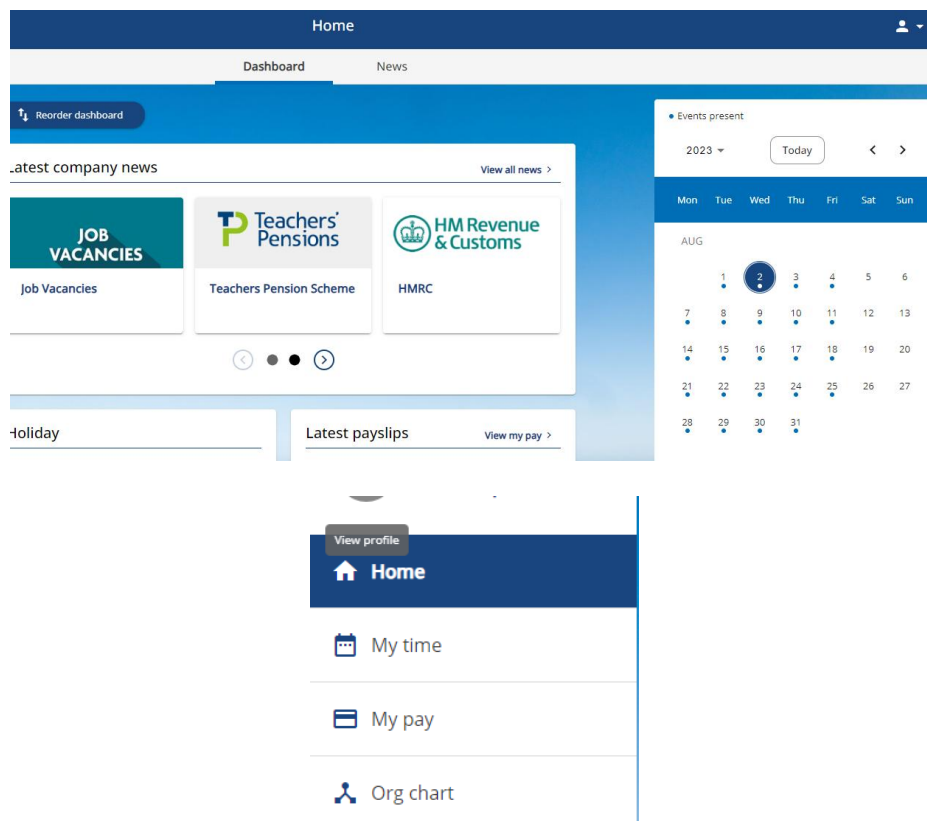 Home
Dashboard News
Reorder dashboard
Latest company news View all news >
JOB
VACANCIES
Job Vacancies
TP Teachers'
Pensions
Teachers Pension Scheme
HM Revenue
& Customs
HMRC
Holiday
Latest payslips View my pay >
Events present
2023 Today < >
Mon Tue Wed Thu Fri Sat Sun
AUG
1 2 3 4 5 6
7 8 9 10 11 12 13
14 15 16 17 18 19 20
21 22 23 24 25 26 27
28 29 30 31
View profile
Home
My time
My pay
Org chart